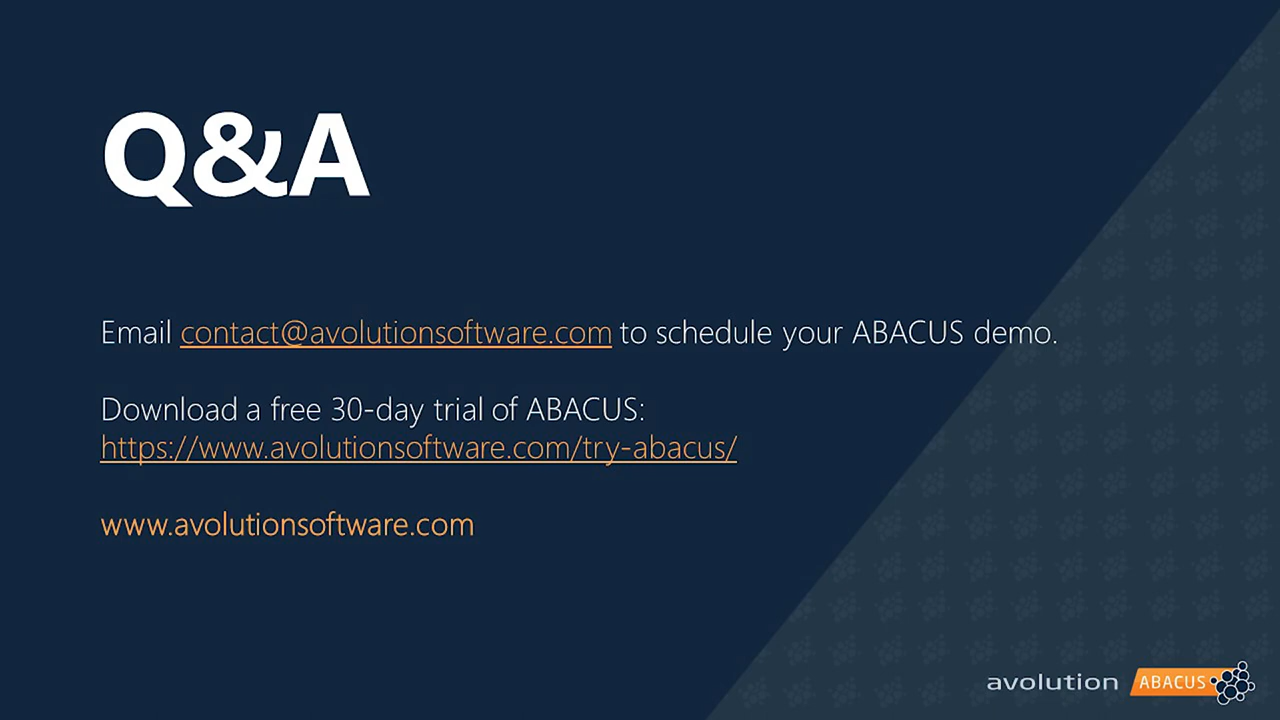 Q&A
Email contact@avolutionsoftware.com to schedule your ABACUS demo.
Download a free 30-day trial of ABACUS:
https://www.avolutionsoftware.com/try-abacus/
www.avolutionsoftware.com
avolution ABACUS